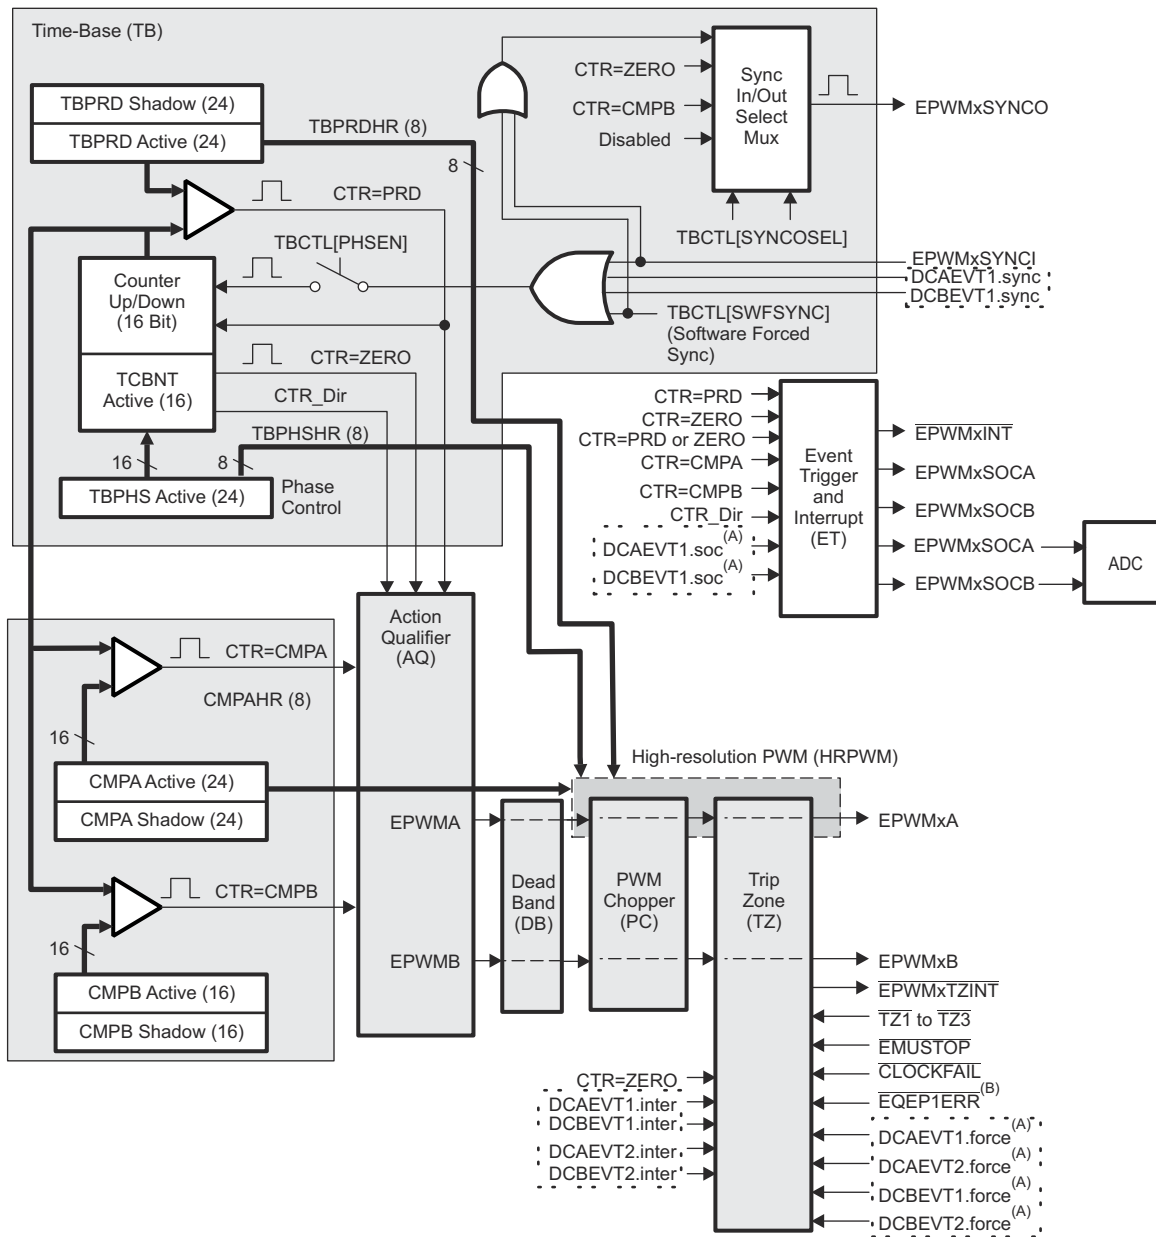 Time-Base (TB)
TBPRD Shadow (24)
TBPRD Active (24)
TBPRDHR (8)
8
CTR=PRD
TBCTL[PHSEN]
Counter
Up/Down
(16 Bit)
TCBNT
Active (16)
CTR=ZERO
CTR_Dir
TBPHSHR (8)
16
8
TBPHS Active (24)
Phase
Control
CTR=ZERO
CTR=CMPB
Disabled
Sync
In/Out
Select
Mux
EPWMxSYNCO
TBCTL[SYNCOSEL]
EPWMxSYNCI
DCAEVT1.sync
DCBEVT1.sync
TBCTL[SWFSYNC]
(Software Forced
Sync)
CTR=PRD
CTR=ZERO
CTR=PRD or ZERO
CTR=CMPA
CTR=CMPB
CTR_Dir
DCAEVT1.soc(A)
DCBEVT1.soc(A)
Event
Trigger
and
Interrupt
(ET)
EPWMxINT
EPWMxSOCA
EPWMxSOCB
EPWMxSOCA
EPWMxSOCB
ADC
Action
Qualifier
(AQ)
CTR=CMPA
CMPAHR (8)
16
CMPA Active (24)
CMPA Shadow (24)
CTR=CMPB
16
CMPB Active (16)
CMPB Shadow (16)
EPWMA
EPWMB
High-resolution PWM (HRPWM)
Dead
Band
(DB)
PWM
Chopper
(PC)
Trip
Zone
(TZ)
EPWMxA
EPWMxB
EPWMxTZINT
TZ1 to TZ3
EMUSTOP
CLOCKFAIL
EQEP1ERR(B)
DCAEVT1.force(A)
DCAEVT2.force(A)
DCBEVT1.force(A)
DCBEVT2.force(A)
CTR=ZERO
DCAEVT1.inter
DCBEVT1.inter
DCAEVT2.inter
DCBEVT2.inter